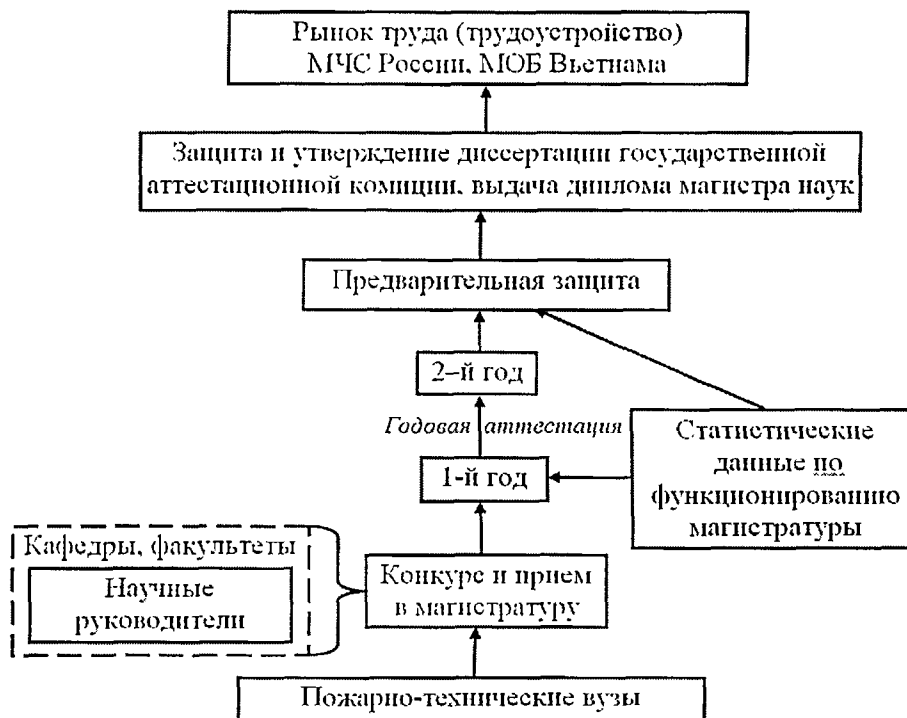 Рынок труда (трудоустройство)
МЧС России, МОБ Вьетнама
Защита и утверждение диссертации государственной
аттестационной комиции, выдача диплома магистра наук
Предварительная защита
2–й год
Годовая аттестация
1-й год
Статистические
данные по
функционированию
магистратуры
Кафедры, факультеты
Научные
руководители
Конкурс и прием
в магистратуру
Пожарно-технические вузы